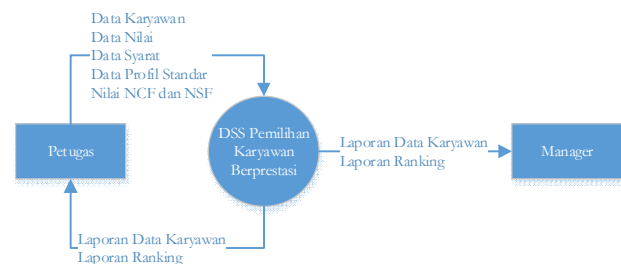 Data Karyawan
Data Nilai
Data Syarat
Data Profil Standar
Nilai NCF dan NSF
Petugas
DSS Pemilihan
Karyawan
Berprestasi
Laporan Data Karyawan
Laporan Ranking
Manager
Laporan Data Karyawan
Laporan Ranking